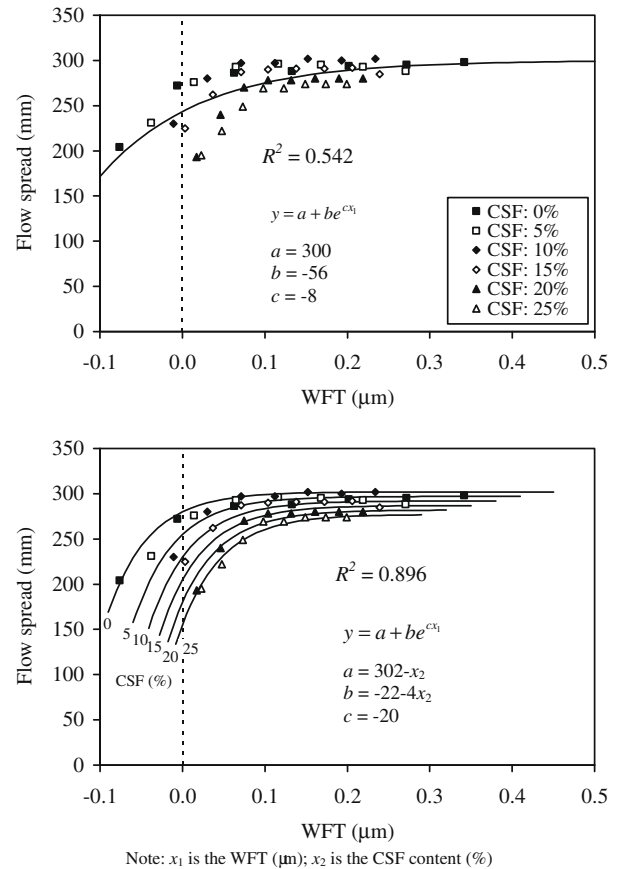 350
300
250
200
150
100
50
0
Flow spread (mm)
R² = 0.542
y = a + be^{cx₁}
a = 300
b = -56
c = -8
CSF: 0%
CSF: 5%
CSF: 10%
CSF: 15%
CSF: 20%
CSF: 25%
-0.1 0.0 0.1 0.2 0.3 0.4 0.5
WFT (μm)
350
300
250
200
150
100
50
0
Flow spread (mm)
0 5 10 15 20 25
CSF (%)
R² = 0.896
y = a + be^{cx₁}
a = 302-x₂
b = -22-4x₂
c = -20
-0.1 0.0 0.1 0.2 0.3 0.4 0.5
WFT (μm)
Note: x₁ is the WFT (μm); x₂ is the CSF content (%)